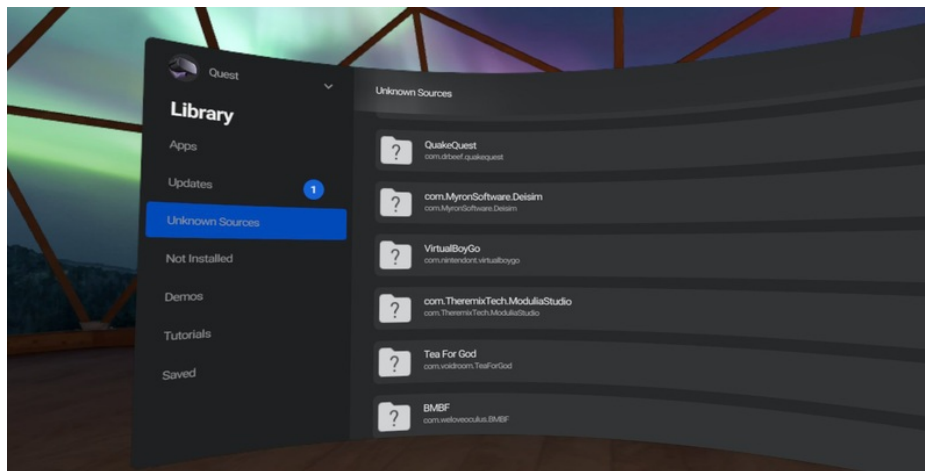 Quest
Library
Apps
Updates
1
Unknown Sources
Not Installed
Demos
Tutorials
Saved
Unknown Sources
?
QuakeQuest
com.drbeef.quakequest
?
com.MyronSoftware.Deisim
com.MyronSoftware.Deisim
?
VirtualBoyGo
com.nintendont.virtualboygo
?
com.TheremixTech.ModuliaStudio
com.TheremixTech.ModuliaStudio
?
Tea For God
com.voidroom.TeaForGod
?
BMBF
com.weloveoculus.BMBF